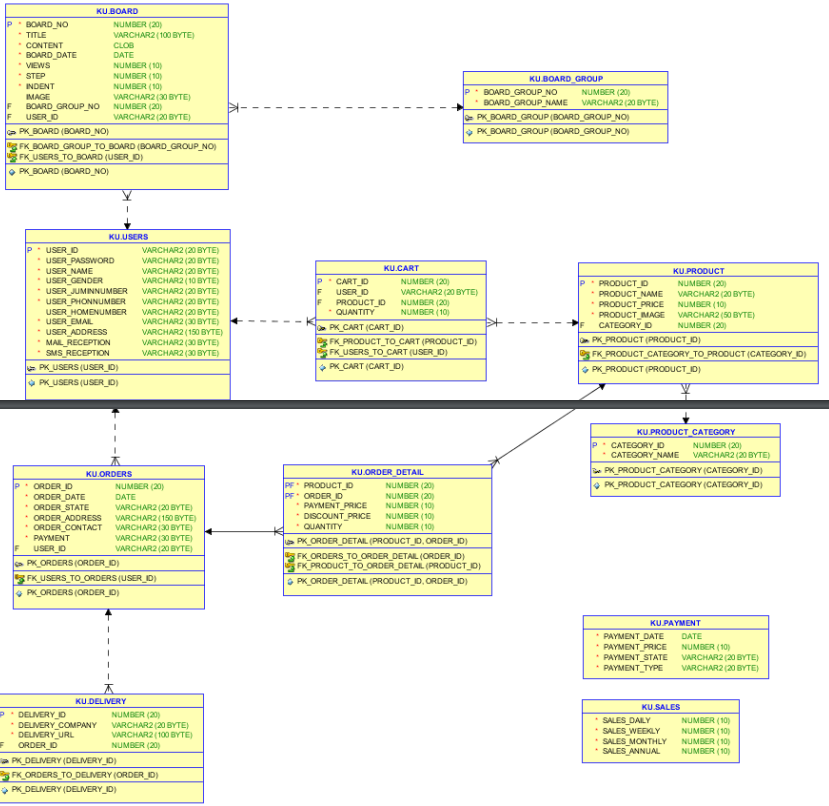 KU.BOARD
P * BOARD_NO NUMBER (20)
* TITLE VARCHAR2 (100 BYTE)
* CONTENT CLOB
* BOARD_DATE DATE
* VIEWS NUMBER (10)
* STEP NUMBER (10)
* INDENT NUMBER (10)
IMAGE VARCHAR2 (30 BYTE)
F BOARD_GROUP_NO NUMBER (20)
F USER_ID VARCHAR2 (20 BYTE)
PK_BOARD (BOARD_NO)
FK_BOARD_GROUP_TO_BOARD (BOARD_GROUP_NO)
FK_USERS_TO_BOARD (USER_ID)
PK_BOARD (BOARD_NO)
KU.BOARD_GROUP
P * BOARD_GROUP_NO NUMBER (20)
* BOARD_GROUP_NAME VARCHAR2 (20 BYTE)
PK_BOARD_GROUP (BOARD_GROUP_NO)
PK_BOARD_GROUP (BOARD_GROUP_NO)
KU.USERS
P * USER_ID VARCHAR2 (20 BYTE)
* USER_PASSWORD VARCHAR2 (20 BYTE)
* USER_NAME VARCHAR2 (20 BYTE)
* USER_GENDER VARCHAR2 (10 BYTE)
* USER_JUMINNUMBER VARCHAR2 (20 BYTE)
* USER_PHONNUMBER VARCHAR2 (20 BYTE)
USER_HOMENUMBER VARCHAR2 (20 BYTE)
* USER_EMAIL VARCHAR2 (30 BYTE)
* USER_ADDRESS VARCHAR2 (150 BYTE)
* MAIL_RECEPTION VARCHAR2 (30 BYTE)
* SMS_RECEPTION VARCHAR2 (30 BYTE)
PK_USERS (USER_ID)
PK_USERS (USER_ID)
KU.CART
P * CART_ID NUMBER (20)
F USER_ID VARCHAR2 (20 BYTE)
F PRODUCT_ID NUMBER (20)
* QUANTITY NUMBER (10)
PK_CART (CART_ID)
FK_PRODUCT_TO_CART (PRODUCT_ID)
FK_USERS_TO_CART (USER_ID)
PK_CART (CART_ID)
KU.PRODUCT
P * PRODUCT_ID NUMBER (20)
* PRODUCT_NAME VARCHAR2 (20 BYTE)
* PRODUCT_PRICE NUMBER (10)
* PRODUCT_IMAGE VARCHAR2 (50 BYTE)
F CATEGORY_ID NUMBER (20)
PK_PRODUCT (PRODUCT_ID)
FK_PRODUCT_CATEGORY_TO_PRODUCT (CATEGORY_ID)
PK_PRODUCT (PRODUCT_ID)
KU.PRODUCT_CATEGORY
P * CATEGORY_ID NUMBER (20)
* CATEGORY_NAME VARCHAR2 (20 BYTE)
PK_PRODUCT_CATEGORY (CATEGORY_ID)
PK_PRODUCT_CATEGORY (CATEGORY_ID)
KU.ORDERS
P * ORDER_ID NUMBER (20)
* ORDER_DATE DATE
* ORDER_STATE VARCHAR2 (20 BYTE)
* ORDER_ADDRESS VARCHAR2 (150 BYTE)
* ORDER_CONTACT VARCHAR2 (30 BYTE)
* PAYMENT VARCHAR2 (30 BYTE)
F USER_ID VARCHAR2 (20 BYTE)
PK_ORDERS (ORDER_ID)
FK_USERS_TO_ORDERS (USER_ID)
PK_ORDERS (ORDER_ID)
KU.ORDER_DETAIL
PF * PRODUCT_ID NUMBER (20)
PF * ORDER_ID NUMBER (20)
* PAYMENT_PRICE NUMBER (10)
* DISCOUNT_PRICE NUMBER (10)
* QUANTITY NUMBER (10)
PK_ORDER_DETAIL (PRODUCT_ID, ORDER_ID)
FK_ORDERS_TO_ORDER_DETAIL (ORDER_ID)
FK_PRODUCT_TO_ORDER_DETAIL (PRODUCT_ID)
PK_ORDER_DETAIL (PRODUCT_ID, ORDER_ID)
KU.PAYMENT
* PAYMENT_DATE DATE
* PAYMENT_PRICE NUMBER (10)
* PAYMENT_STATE VARCHAR2 (20 BYTE)
* PAYMENT_TYPE VARCHAR2 (20 BYTE)
KU.DELIVERY
P * DELIVERY_ID NUMBER (20)
* DELIVERY_COMPANY VARCHAR2 (20 BYTE)
* DELIVERY_URL VARCHAR2 (100 BYTE)
F ORDER_ID NUMBER (20)
PK_DELIVERY (DELIVERY_ID)
FK_ORDERS_TO_DELIVERY (ORDER_ID)
PK_DELIVERY (DELIVERY_ID)
KU.SALES
* SALES_DAILY NUMBER (10)
* SALES_WEEKLY NUMBER (10)
* SALES_MONTHLY NUMBER (10)
* SALES_ANNUAL NUMBER (10)